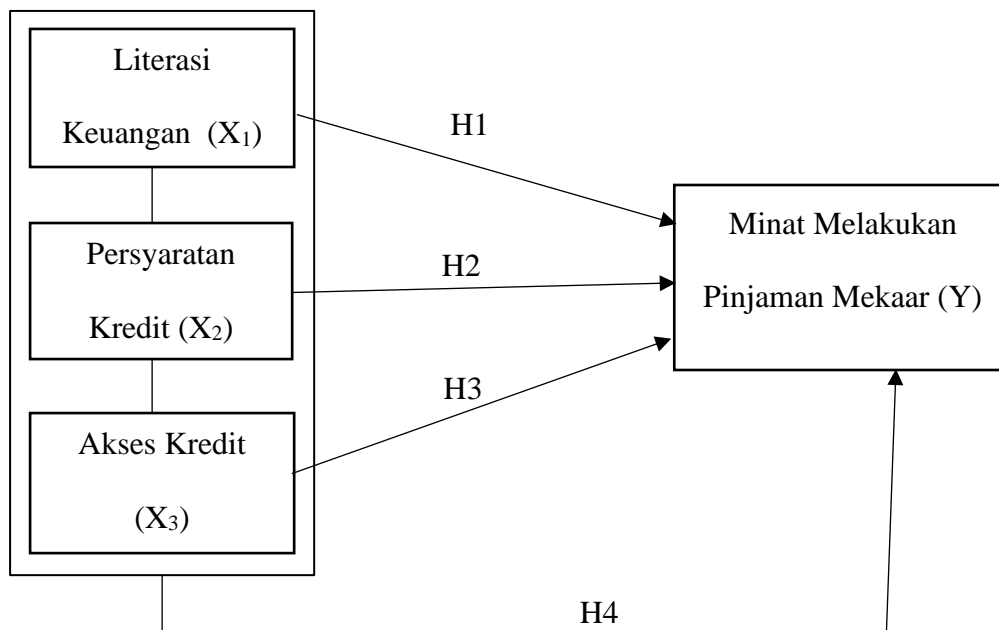 Literasi
Keuangan (X₁)
H1
Persyaratan
Kredit (X₂)
H2
Minat Melakukan
Pinjaman Mekaar (Y)
Akses Kredit
(X₃)
H3
H4